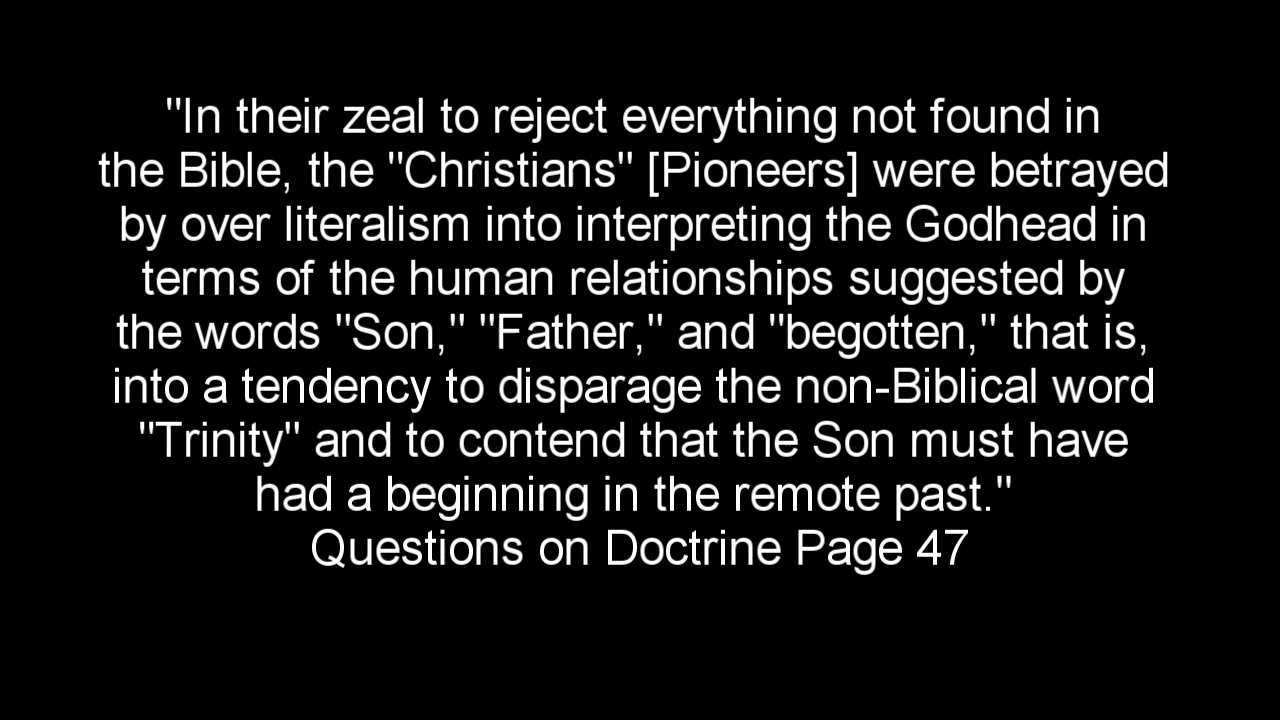 "In their zeal to reject everything not found in
the Bible, the "Christians" [Pioneers] were betrayed
by over literalism into interpreting the Godhead in
terms of the human relationships suggested by
the words "Son," "Father," and "begotten," that is,
into a tendency to disparage the non-Biblical word
"Trinity" and to contend that the Son must have
had a beginning in the remote past."
Questions on Doctrine Page 47